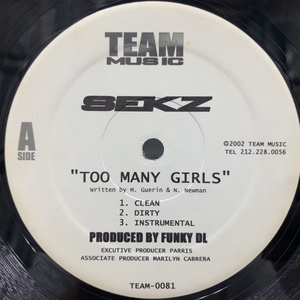 TEAM
MUSIC
SEKZ
A
SIDE
©2002 TEAM MUSIC
TEL 212.228.0056
"TOO MANY GIRLS"
Written by M. Guerin & N. Newman
1. CLEAN
2. DIRTY
3. INSTRUMENTAL
PRODUCED BY FUNKY DL
EXCUTIVE PRODUCER PARRIS
ASSOCIATE PRODUCER MARILYN CABRERA
TEAM-0081